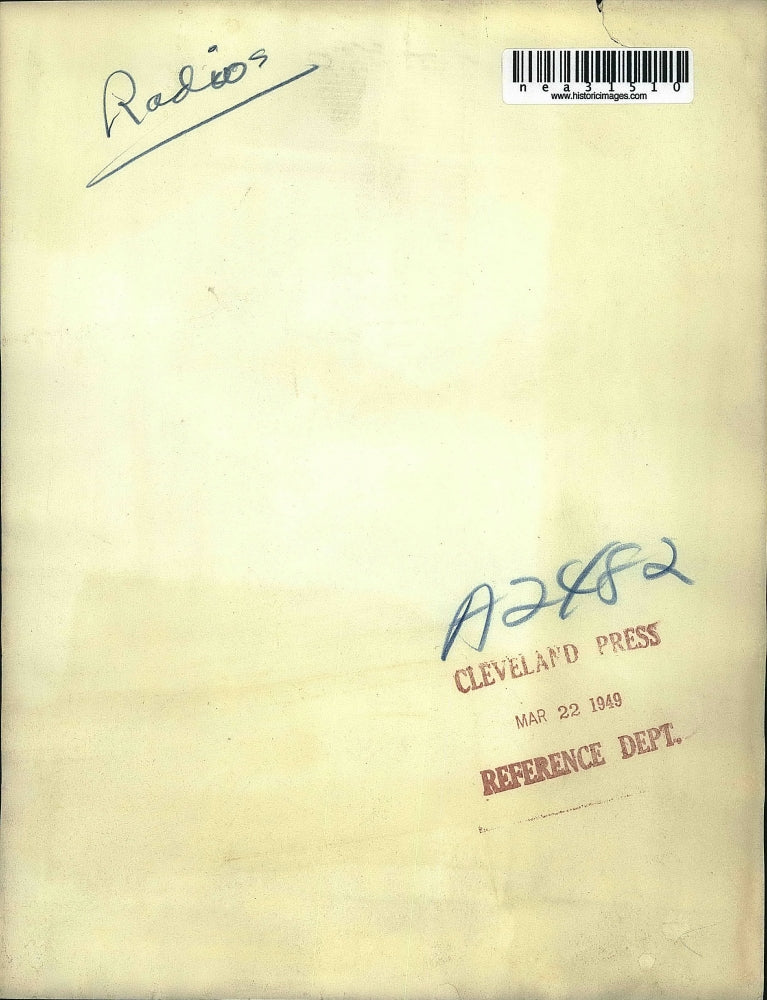 Radios
nea31510
www.historicimages.com
A2482
CLEVELAND PRESS
MAR 22 1949
REFERENCE DEPT.